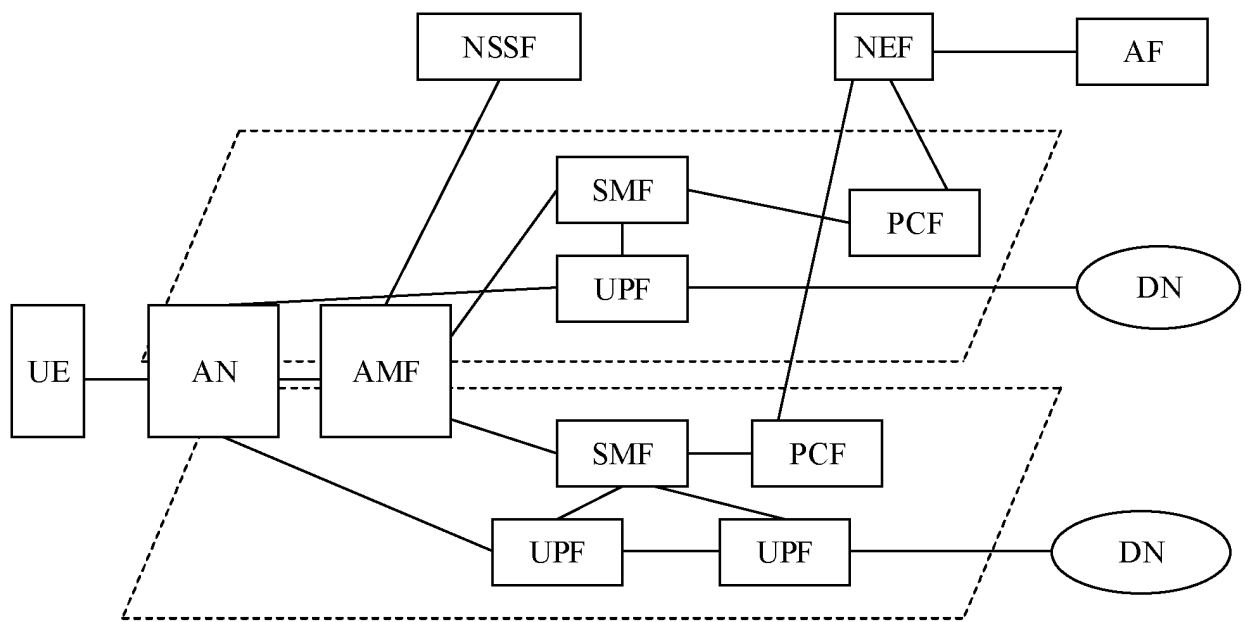 NSSF
NEF
AF
SMF
PCF
UPF
DN
UE
AN
AMF
SMF
PCF
UPF
UPF
DN